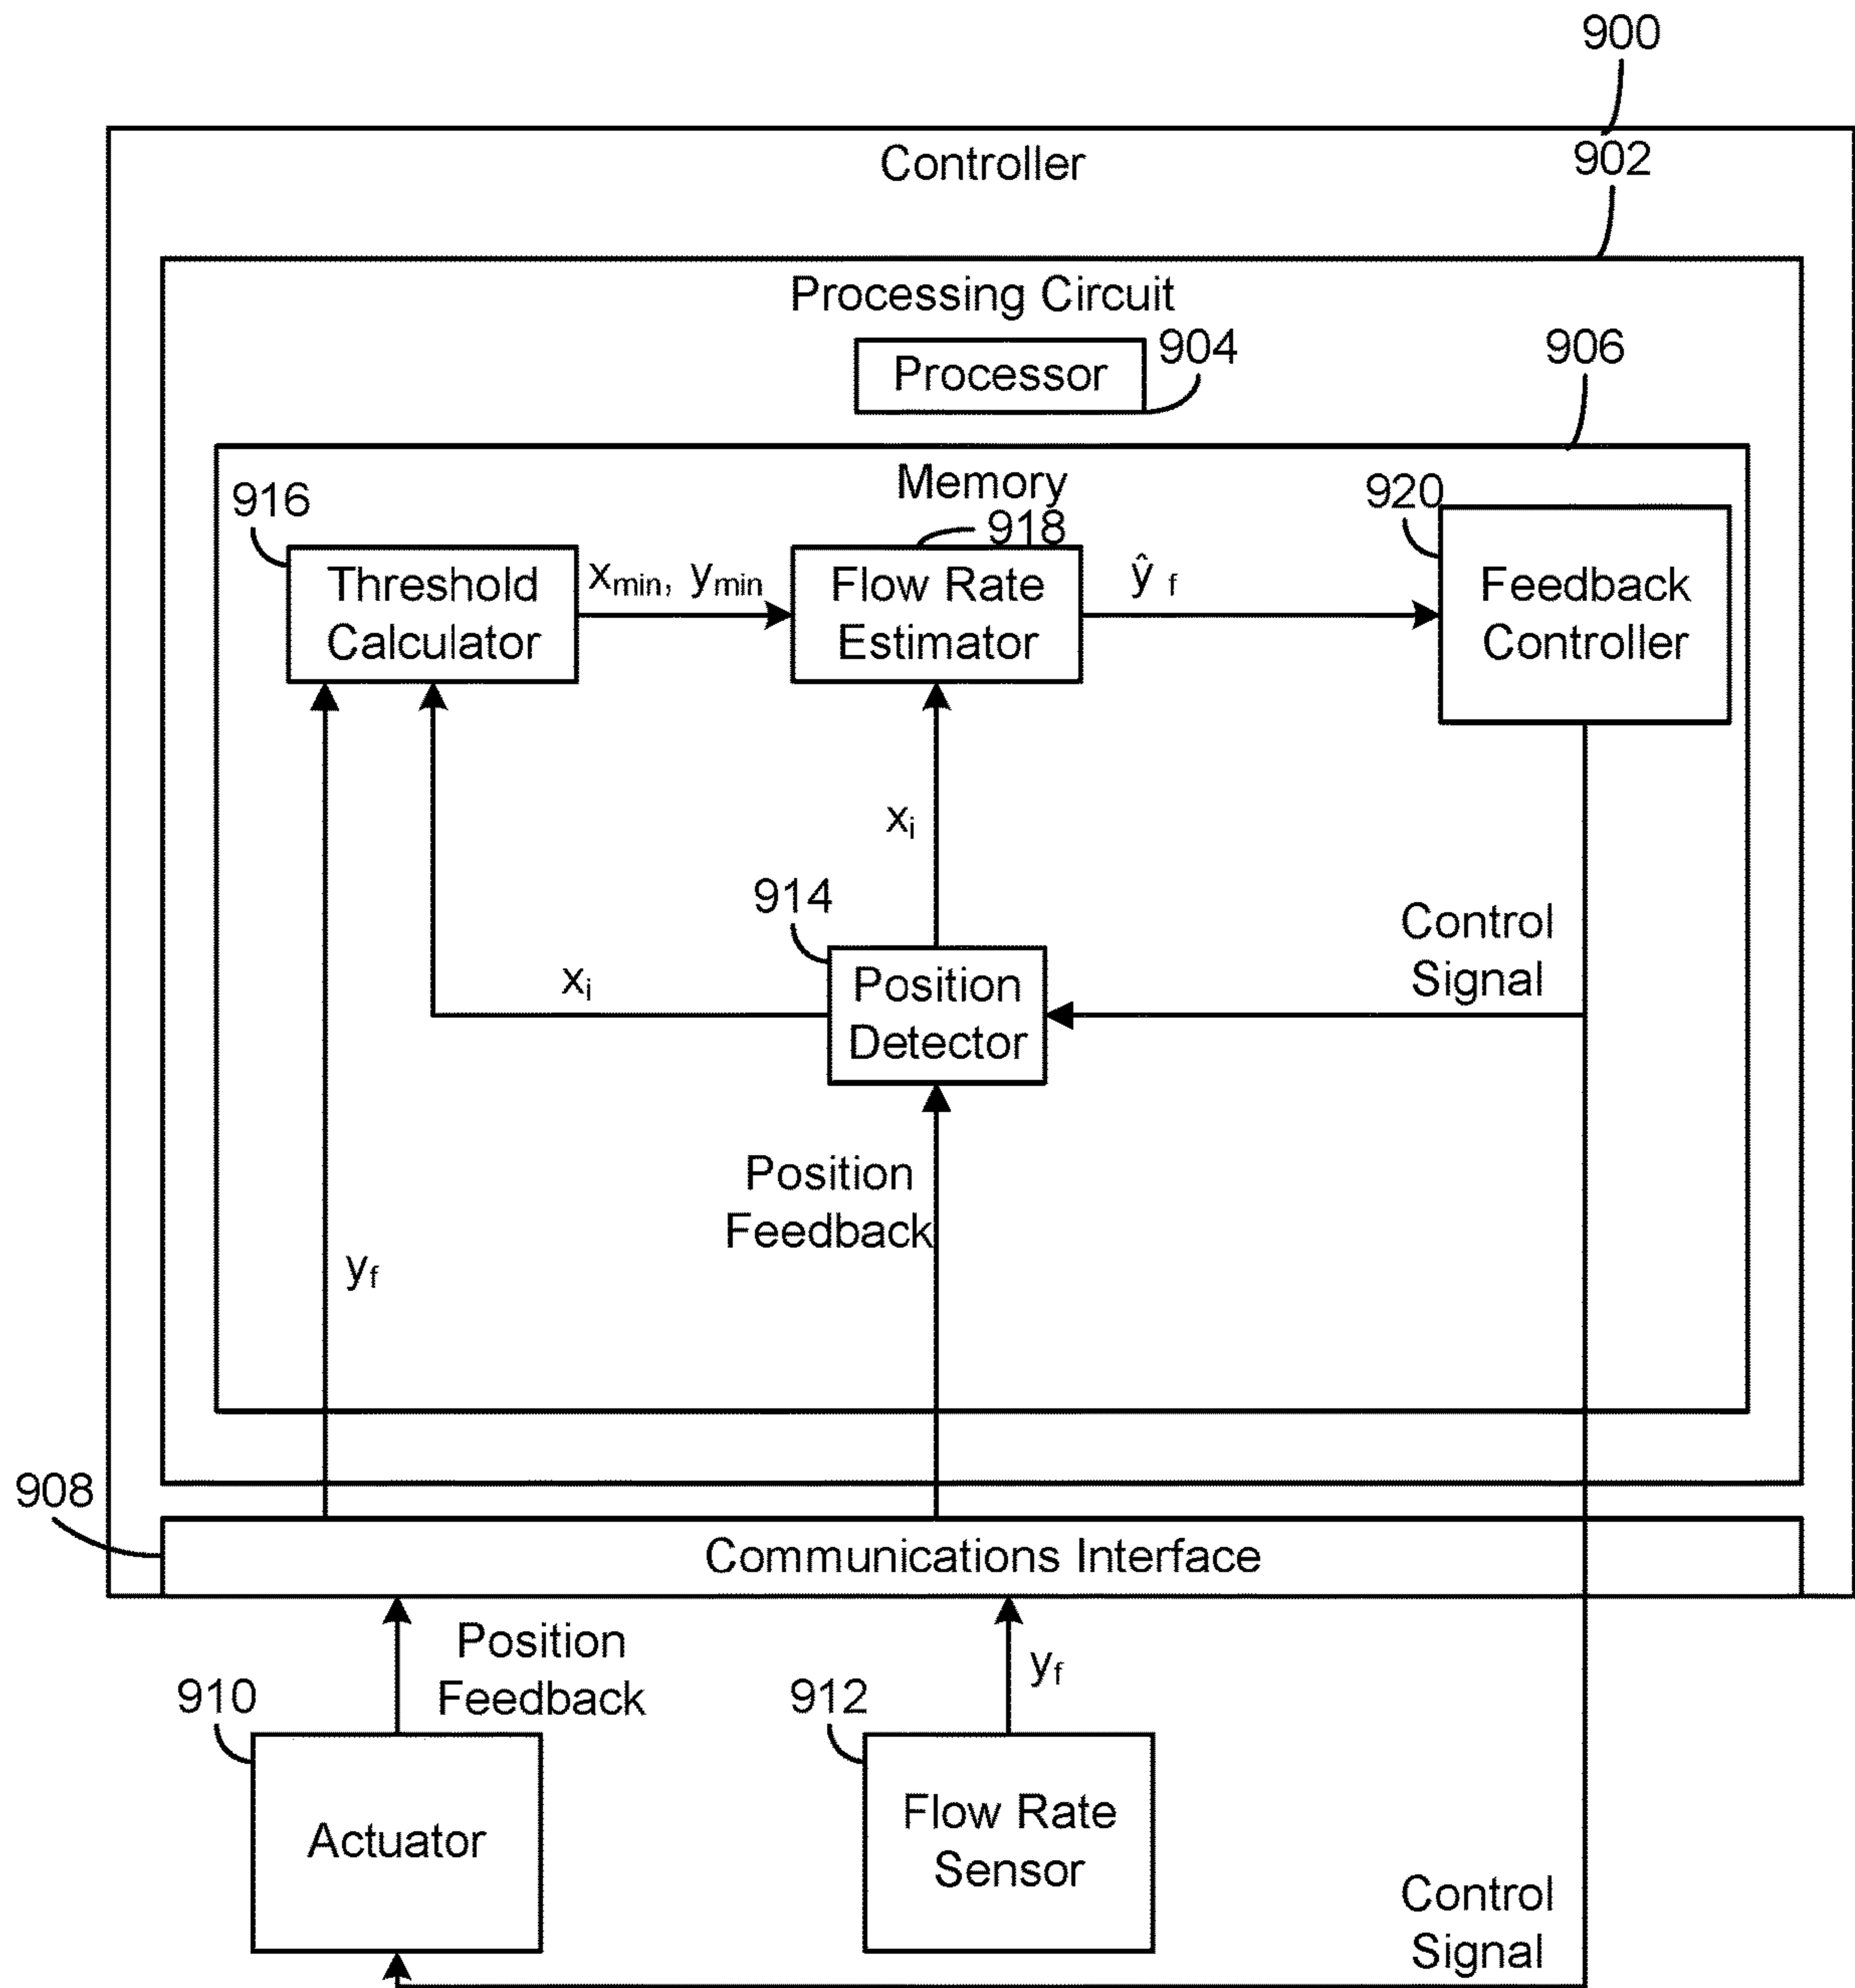 900
Controller
902
Processing Circuit
Processor
904
906
Memory
916
918
920
Threshold
Calculator
xmin, ymin
Flow Rate
Estimator
ŷ f
Feedback
Controller
xi
914
Position
Detector
xi
Control
Signal
Position
Feedback
yf
908
Communications Interface
Position
Feedback
yf
910
912
Actuator
Flow Rate
Sensor
Control
Signal